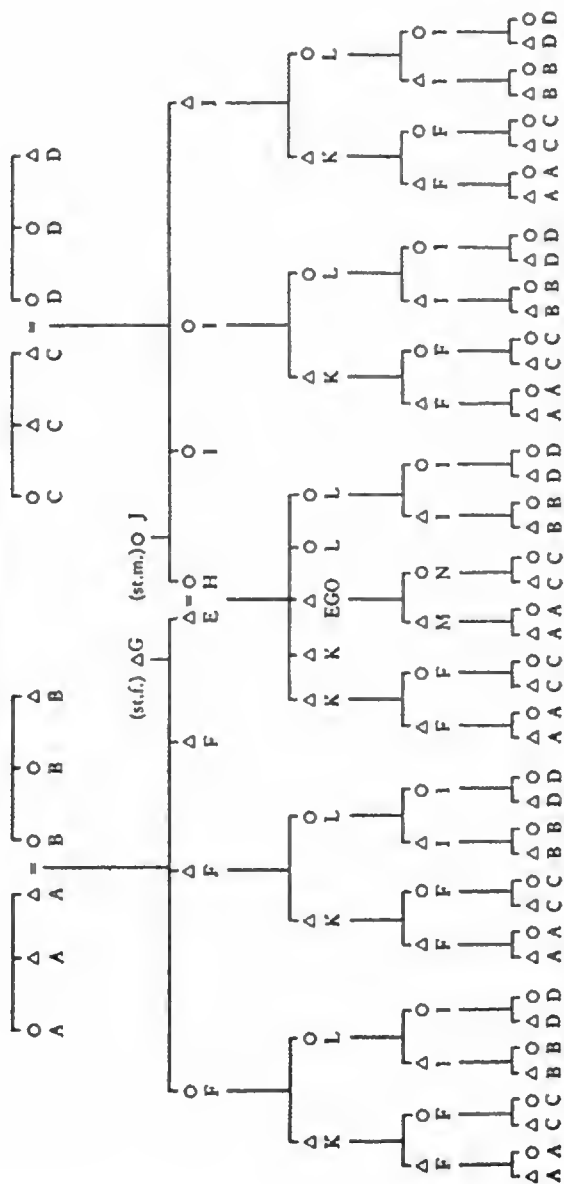 A A A = B B B C C C = D D D
(st.f.) G (st.m.) J
F F F E = H I I I
K L K L K K EGO L L K L K L
F F I I F F I I F F M N I I F F I I F F I I
A A C C B B D D A A C C B B D D A A C C A A C C B B D D A A C C B B D D A A C C B B D D